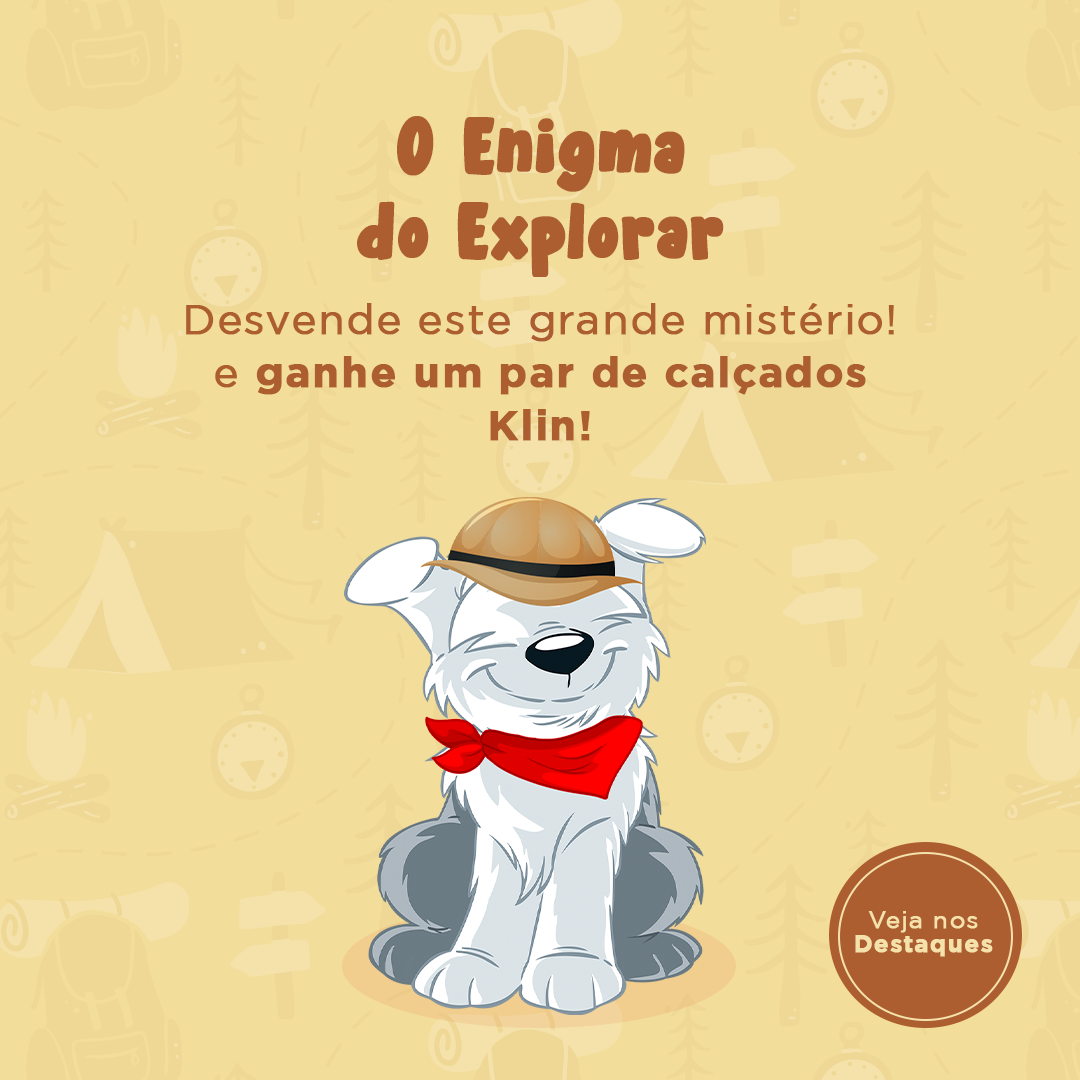 O Enigma
do Explorar
Desvende este grande mistério!
e ganhe um par de calçados
Klin!
Veja nos
Destaques